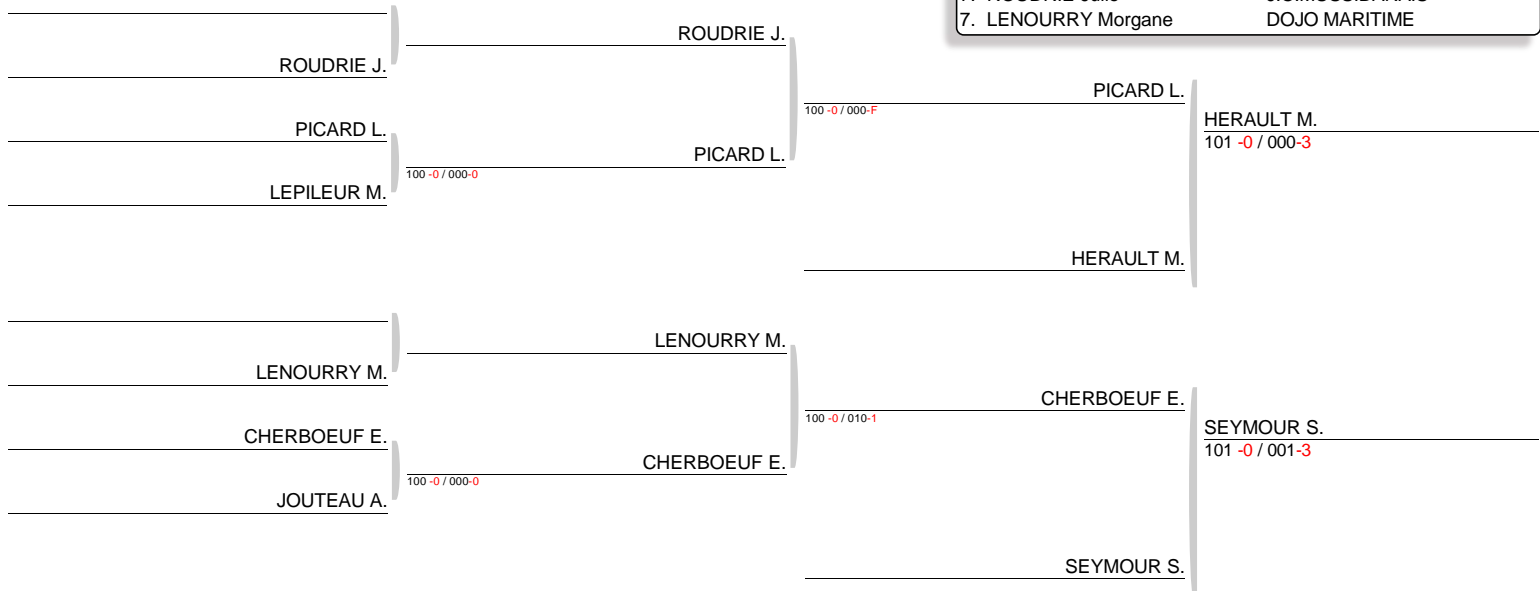 7. LENOURRY Morgane DOJO MARITIME
ROUDRIE J.
ROUDRIE J.
PICARD L.
100 -0 / 000-F
HERAULT M.
101 -0 / 000-3
PICARD L.
PICARD L.
100 -0 / 000-0
LEPILEUR M.
HERAULT M.
LENOURRY M.
LENOURRY M.
CHERBOEUF E.
100 -0 / 010-1
SEYMOUR S.
101 -0 / 001-3
CHERBOEUF E.
CHERBOEUF E.
100 -0 / 000-0
JOUTEAU A.
SEYMOUR S.